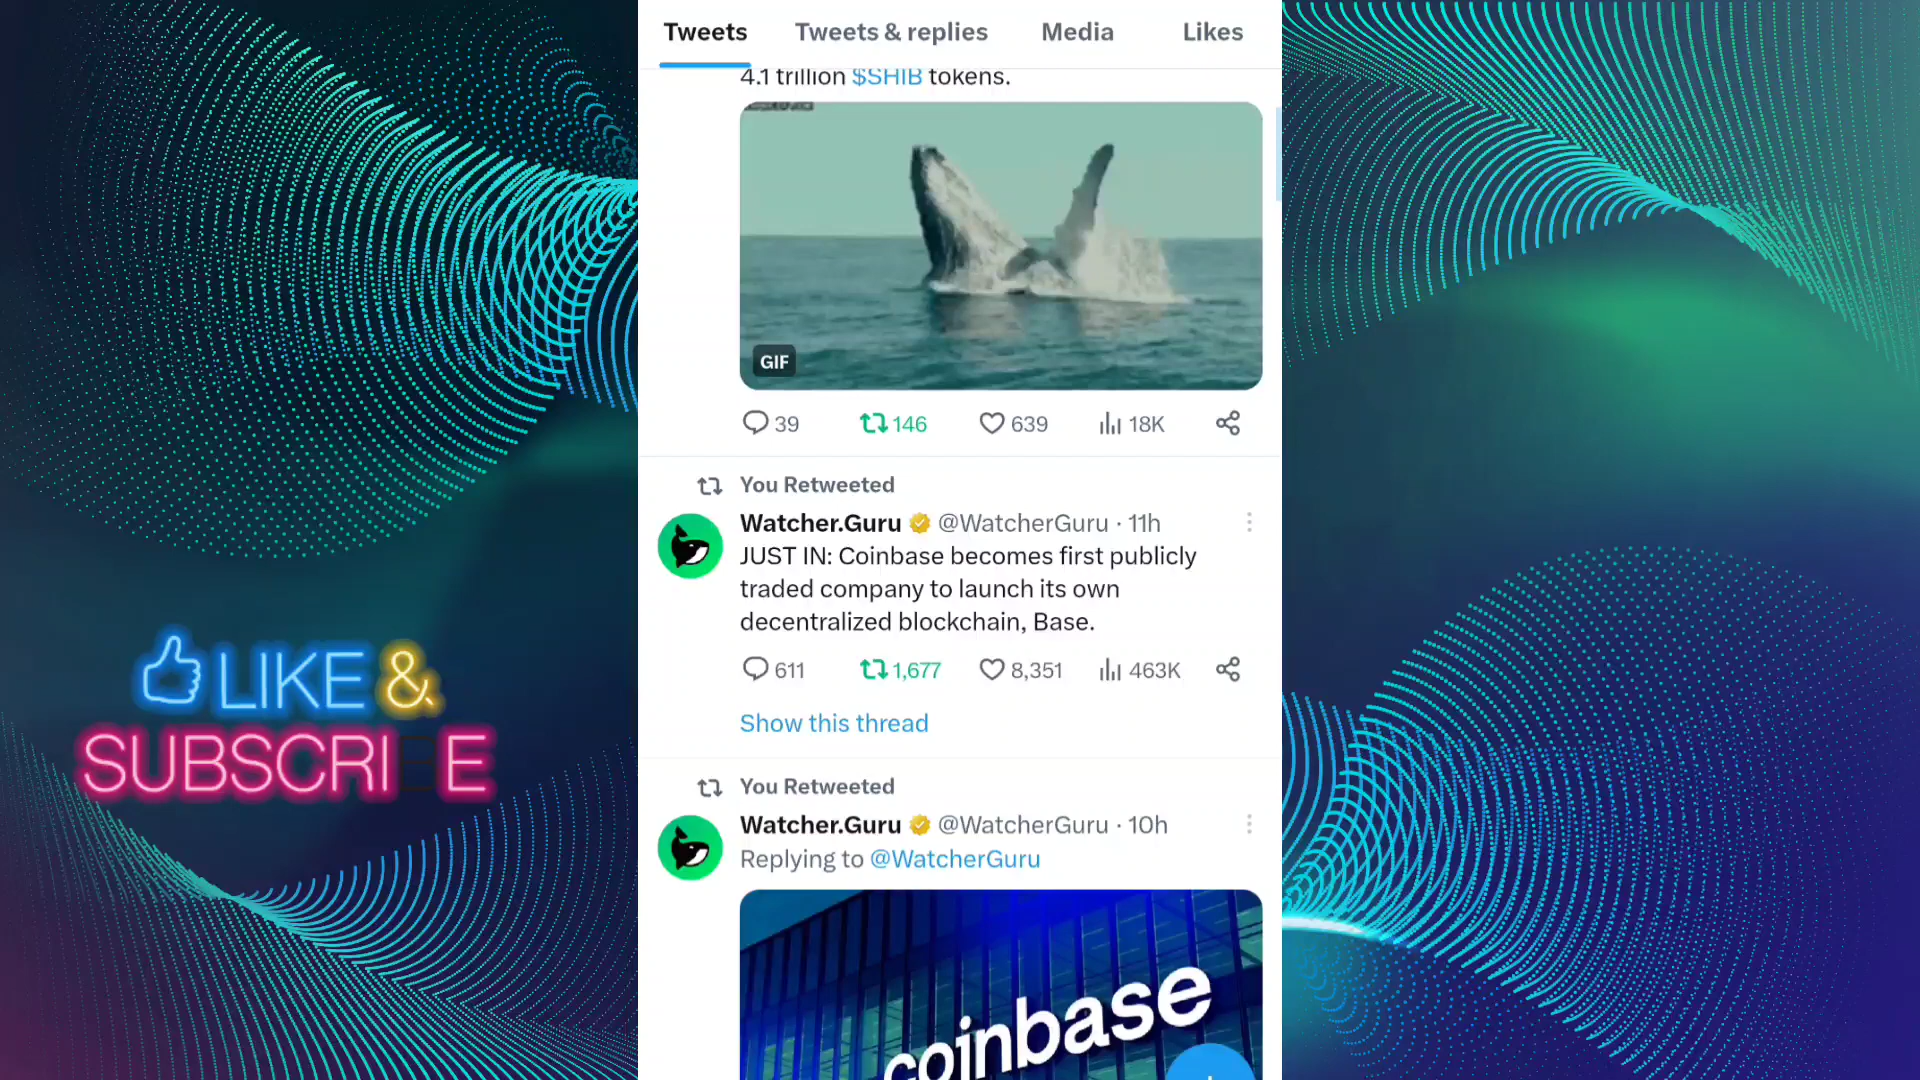 Tweets Tweets & replies Media Likes
4.1 trillion $SHIB tokens.
GIF
39 146 639 18K
You Retweeted
Watcher.Guru @WatcherGuru · 11h
JUST IN: Coinbase becomes first publicly
traded company to launch its own
decentralized blockchain, Base.
611 1,677 8,351 463K
Show this thread
You Retweeted
Watcher.Guru @WatcherGuru · 10h
Replying to @WatcherGuru
coinbase
LIKE &
SUBSCRIBE